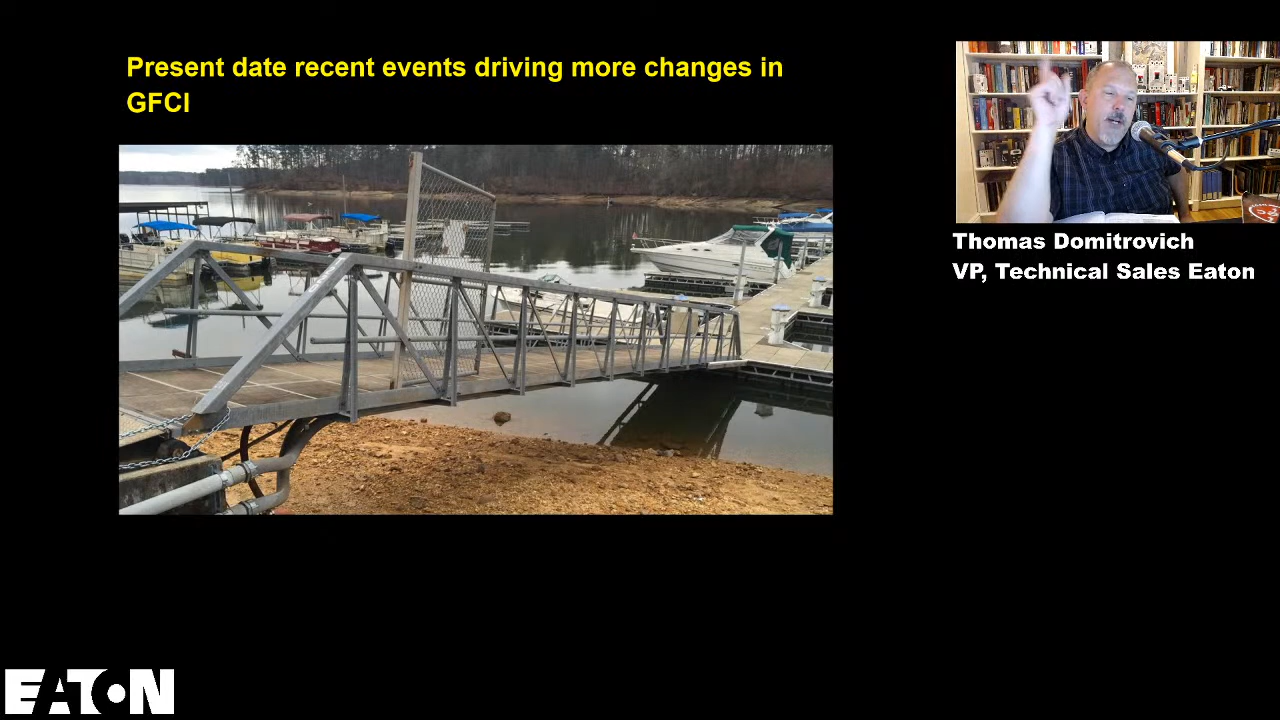 Present date recent events driving more changes in
GFCI
Thomas Domitrovich
VP, Technical Sales Eaton
EATON